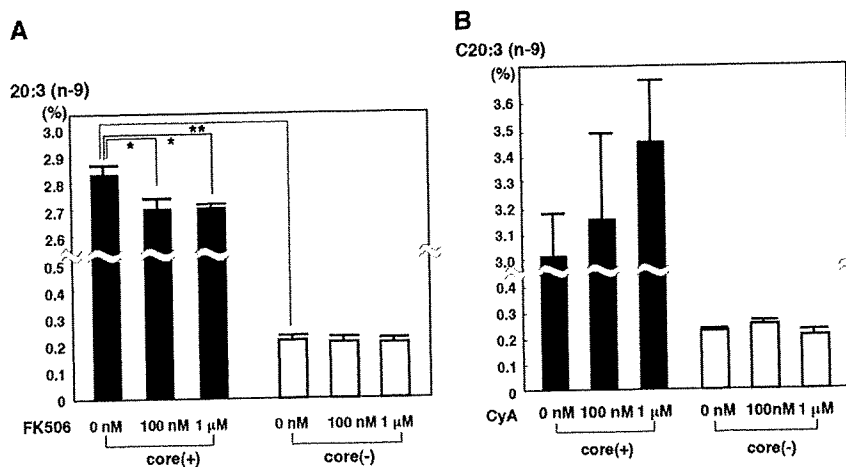 A
20:3 (n-9)
(%)
3.0
2.9
2.8
2.7
2.6
0.5
0.4
0.3
0.2
0.1
0
* * **
FK506 0 nM 100 nM 1 μM 0 nM 100 nM 1 μM
core(+) core(-)
B
C20:3 (n-9)
(%)
3.6
3.5
3.4
3.3
3.2
3.1
3.0
0.4
0.3
0.2
0.1
0
CyA 0 nM 100 nM 1 μM 0 nM 100nM 1 μM
core(+) core(-)